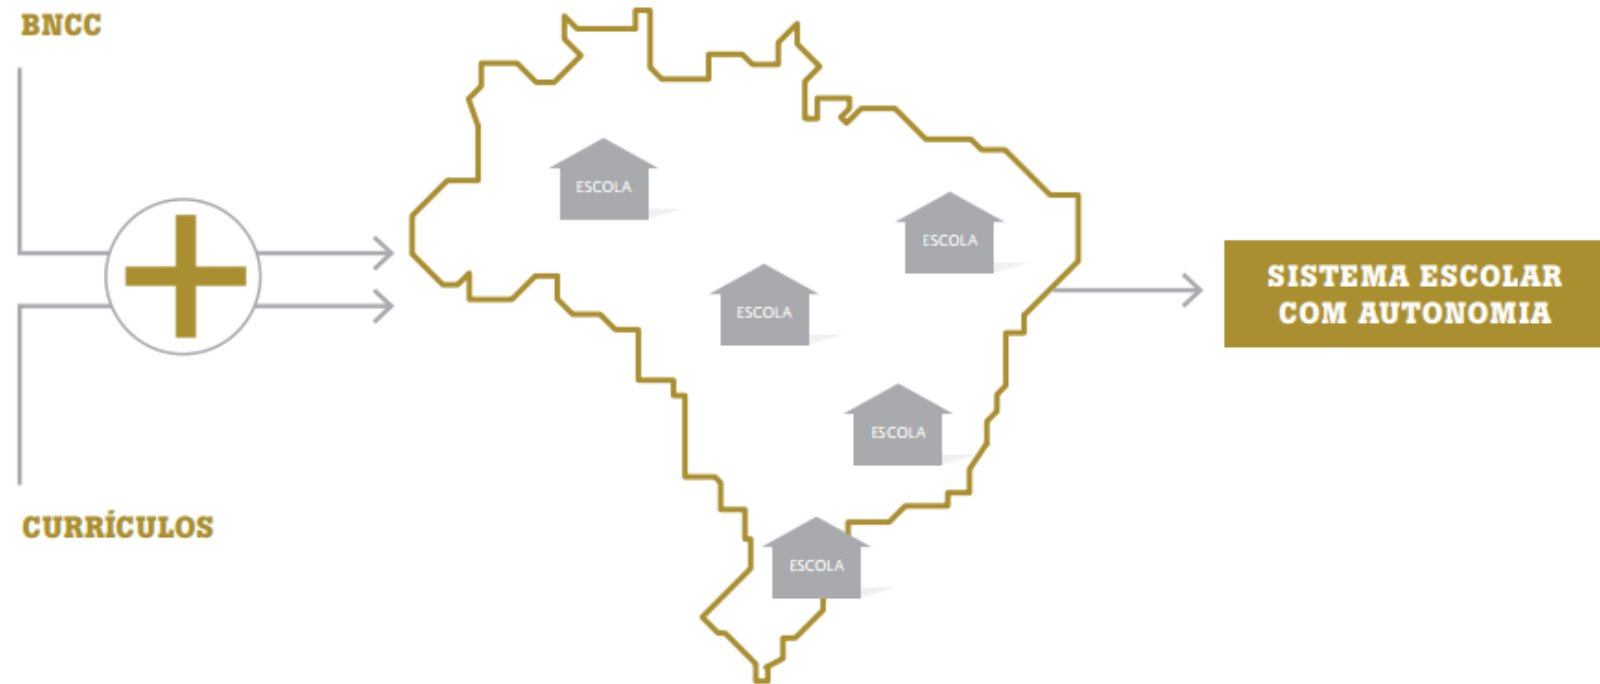 BNCC
ESCOLA
ESCOLA
ESCOLA
ESCOLA
ESCOLA
SISTEMA ESCOLAR
COM AUTONOMIA
CURRÍCULOS